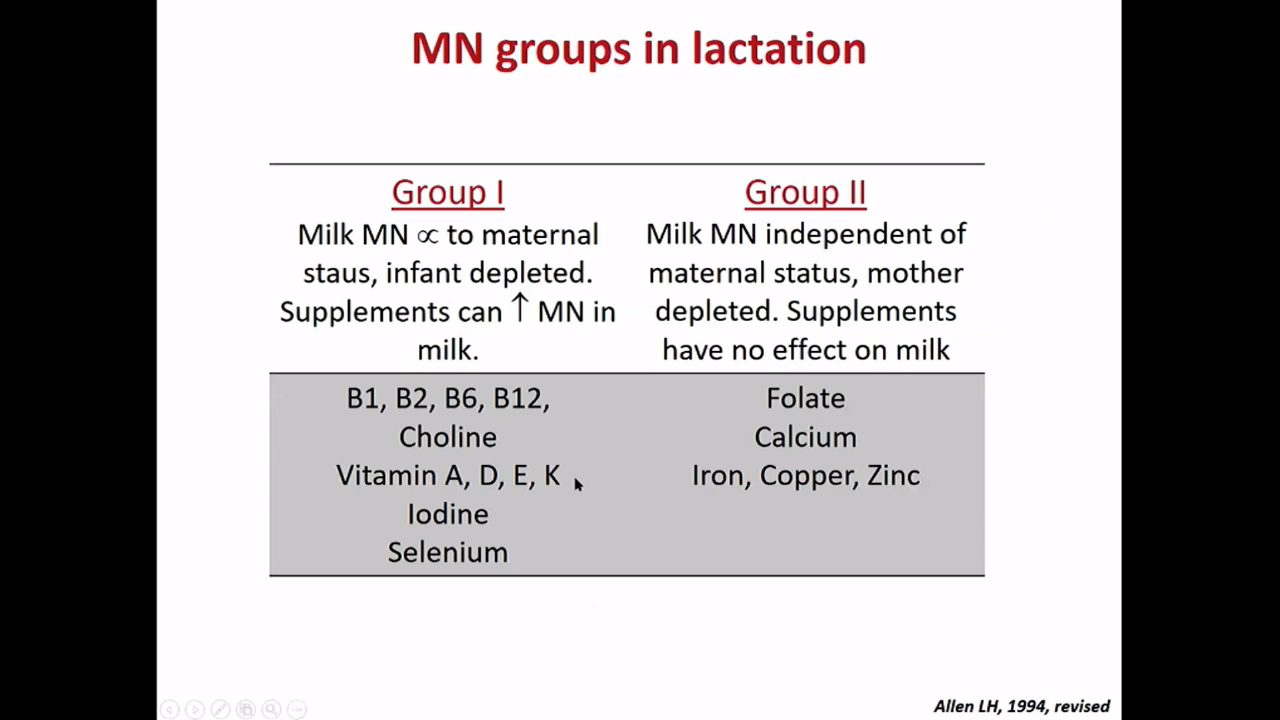 MN groups in lactation
Group I
Milk MN ∝ to maternal
staus, infant depleted.
Supplements can ↑ MN in
milk.
Group II
Milk MN independent of
maternal status, mother
depleted. Supplements
have no effect on milk
B1, B2, B6, B12,
Choline
Vitamin A, D, E, K
Iodine
Selenium
Folate
Calcium
Iron, Copper, Zinc
Allen LH, 1994, revised